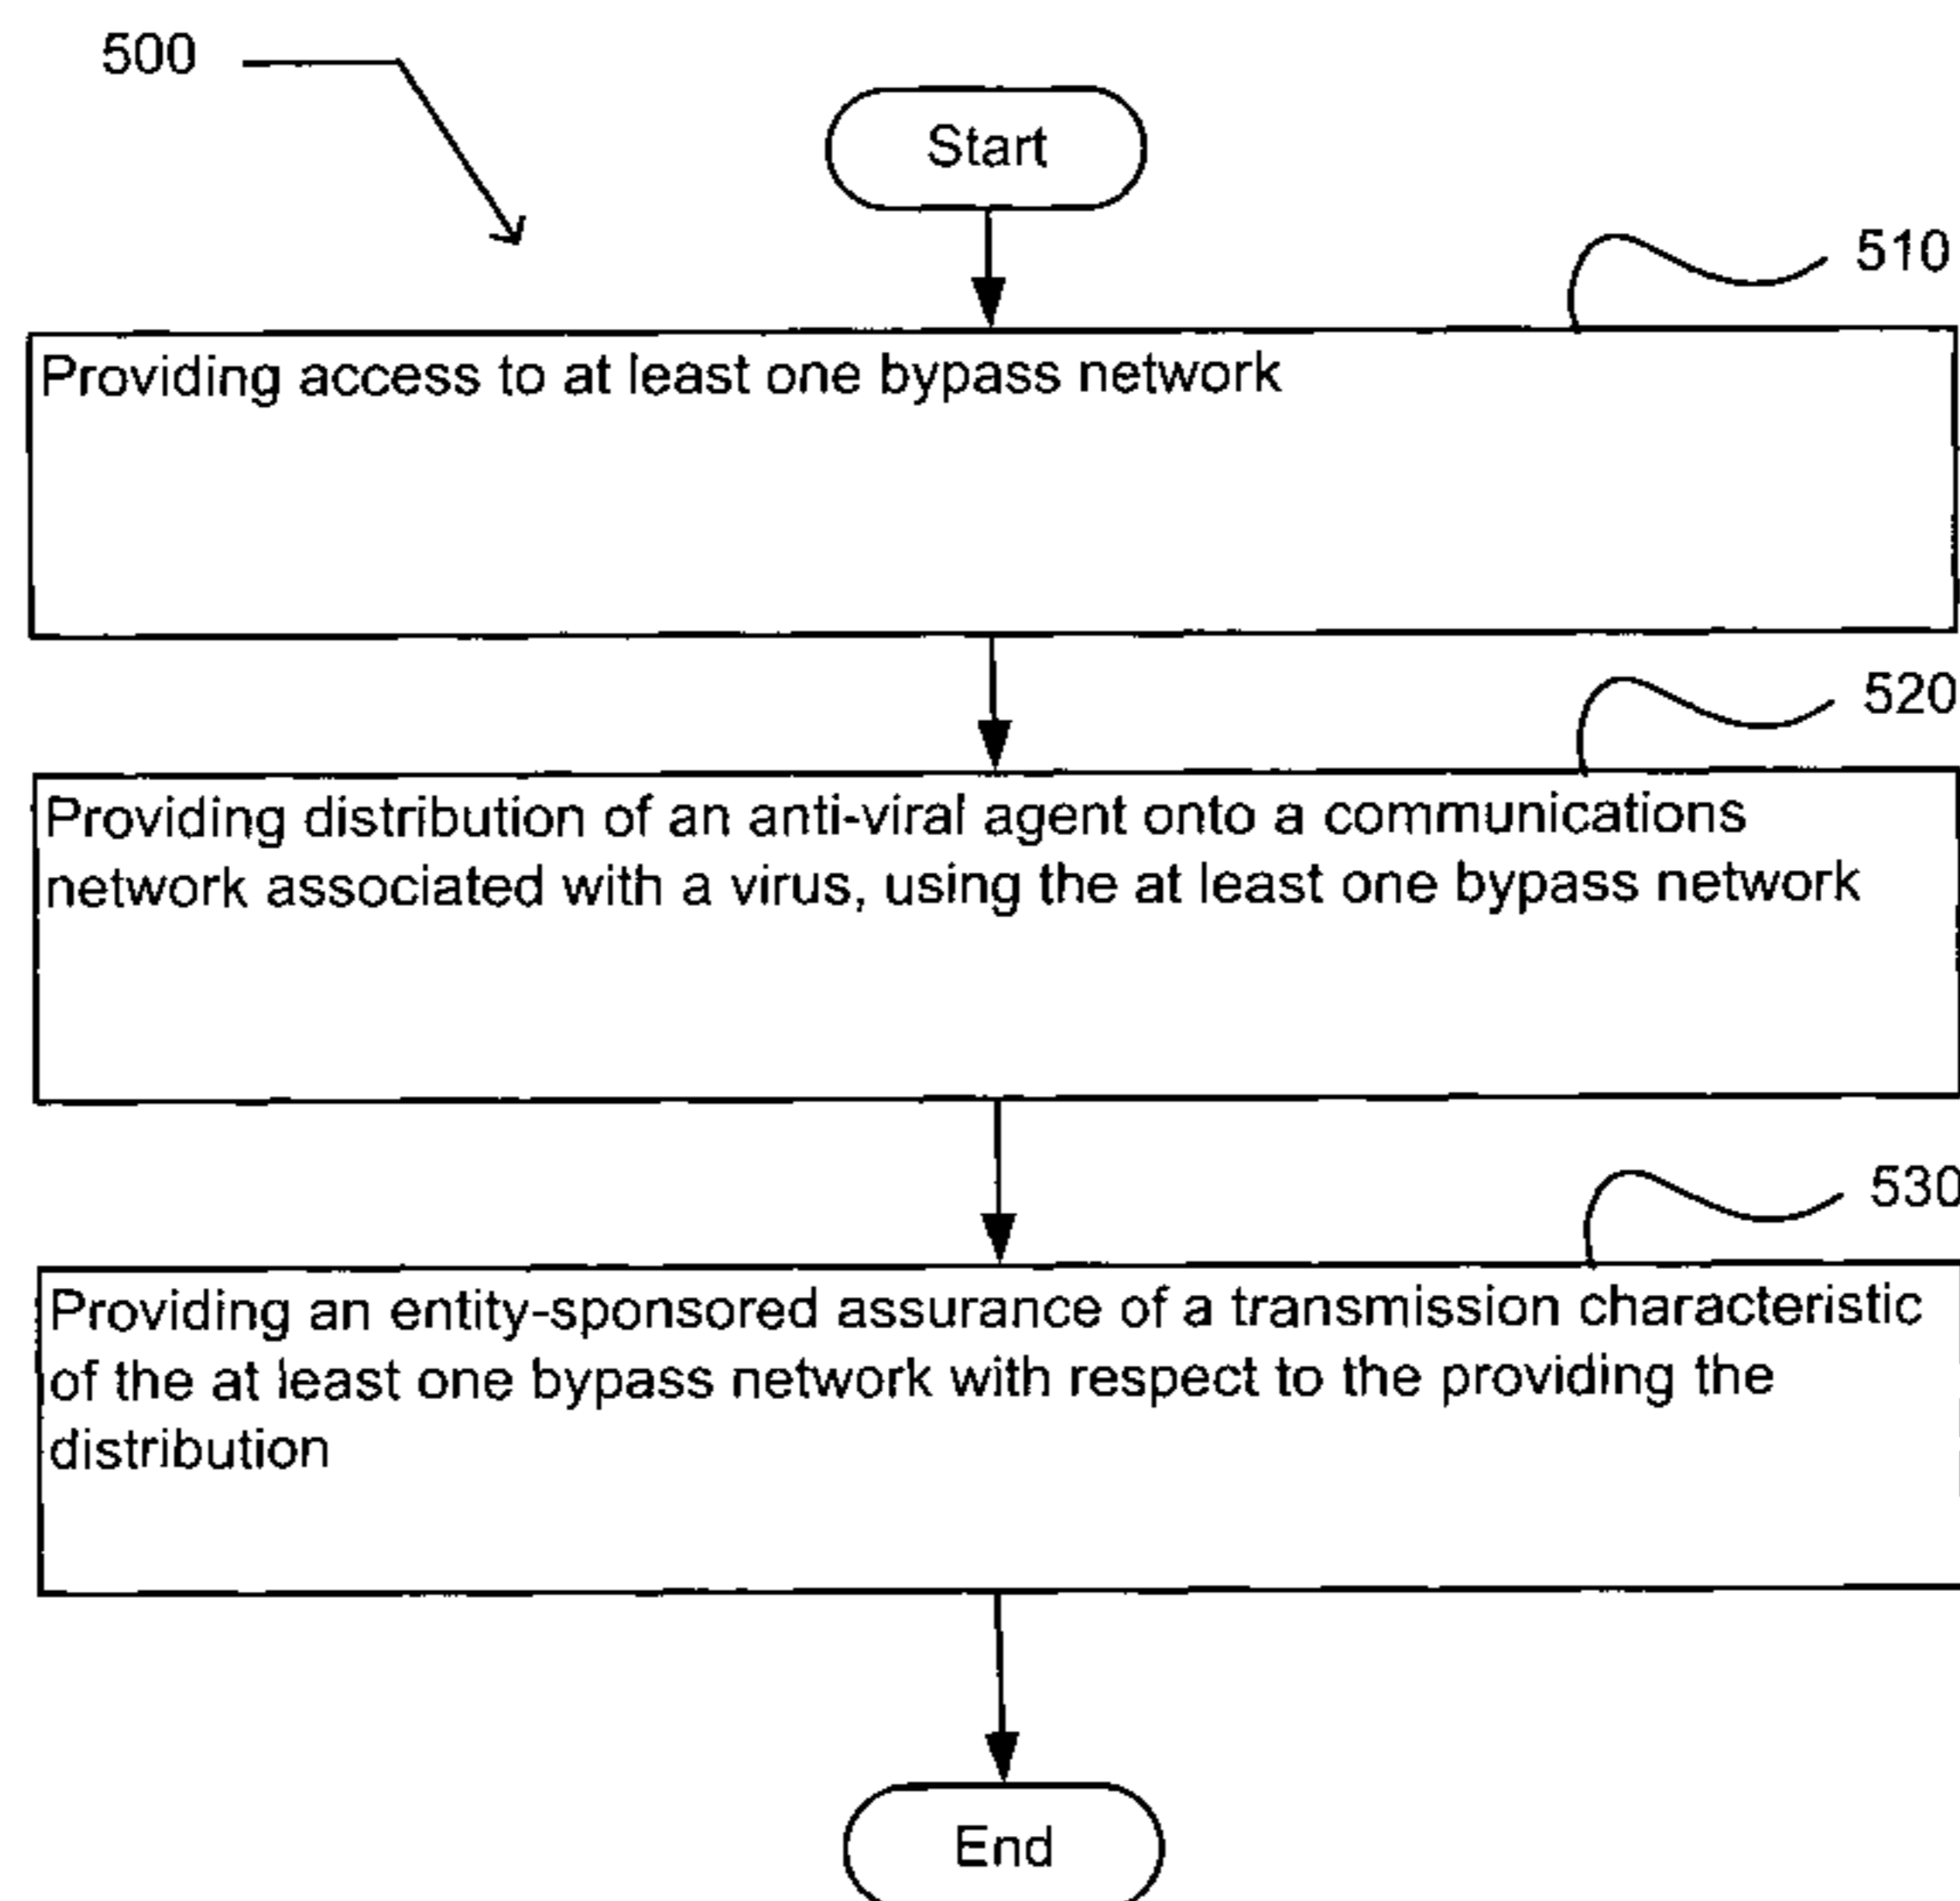 500
Start
510
Providing access to at least one bypass network
520
Providing distribution of an anti-viral agent onto a communications
network associated with a virus, using the at least one bypass network
530
Providing an entity-sponsored assurance of a transmission characteristic
of the at least one bypass network with respect to the providing the
distribution
End